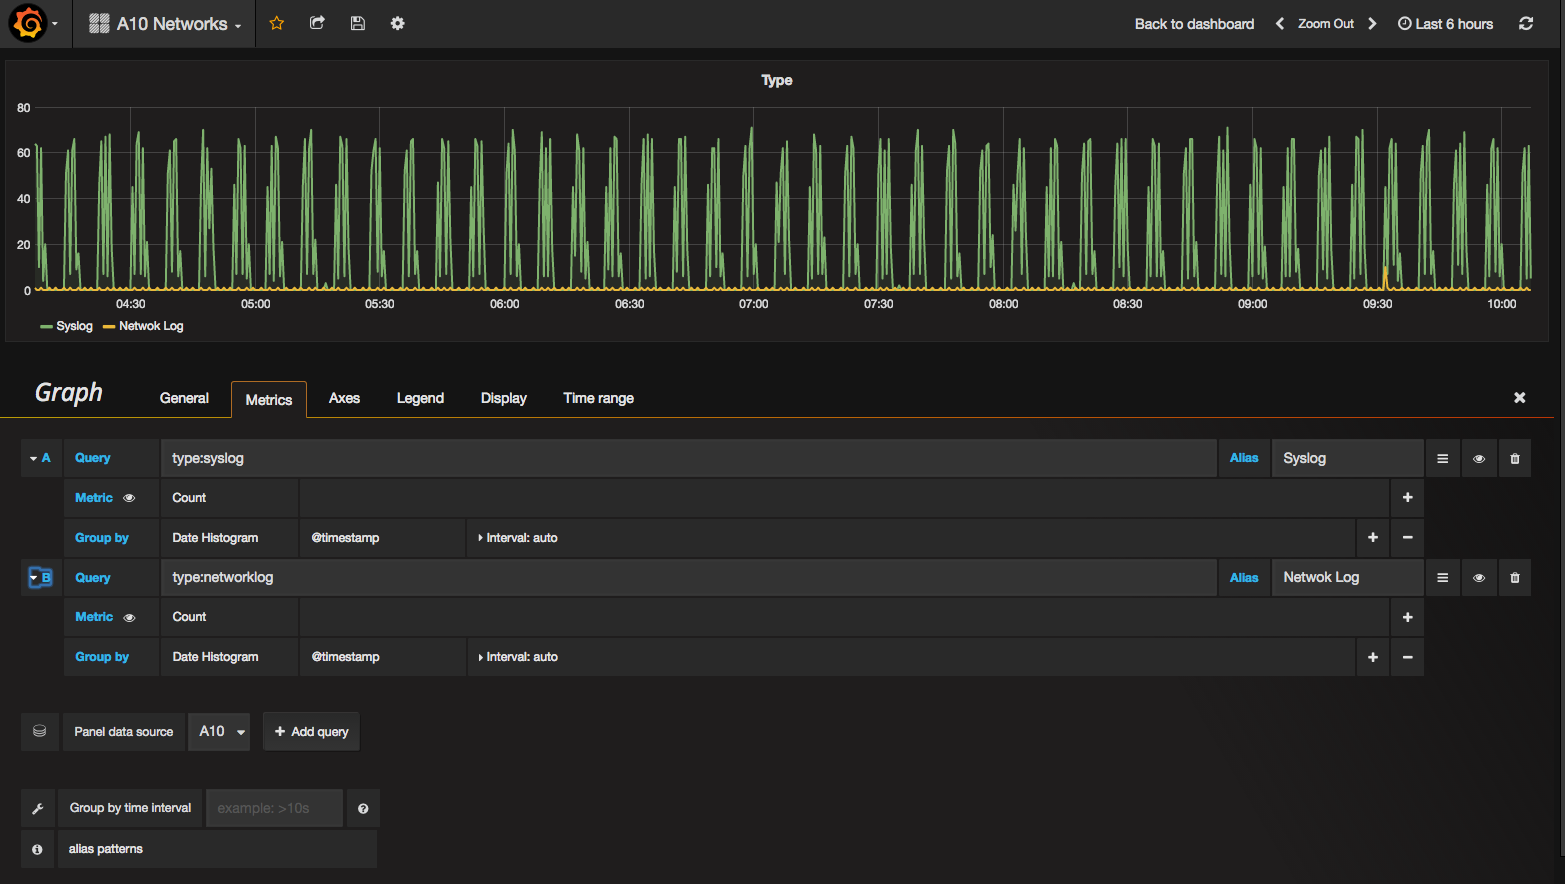 A10 Networks
Back to dashboard Zoom Out Last 6 hours
Type
80
60
40
20
0
04:30 05:00 05:30 06:00 06:30 07:00 07:30 08:00 08:30 09:00 09:30 10:00
Syslog Netwok Log
Graph General Metrics Axes Legend Display Time range
A Query type:syslog Alias Syslog
Metric Count
Group by Date Histogram @timestamp Interval: auto
B Query type:networklog Alias Netwok Log
Metric Count
Group by Date Histogram @timestamp Interval: auto
Panel data source A10 Add query
Group by time interval example: >10s
alias patterns